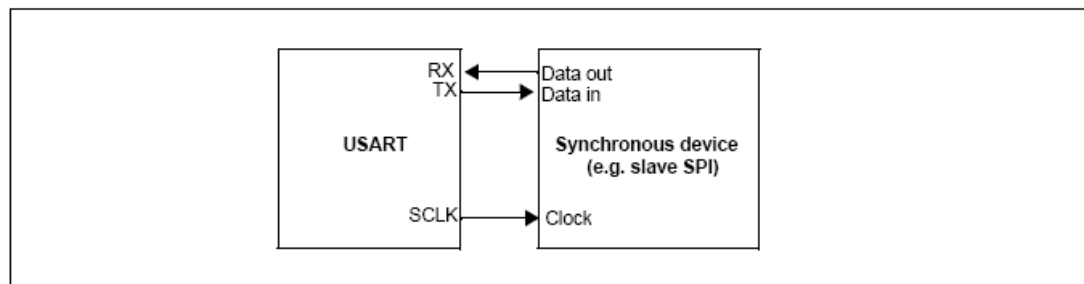 RX
TX
Data out
Data in
USART
Synchronous device
(e.g. slave SPI)
SCLK
Clock